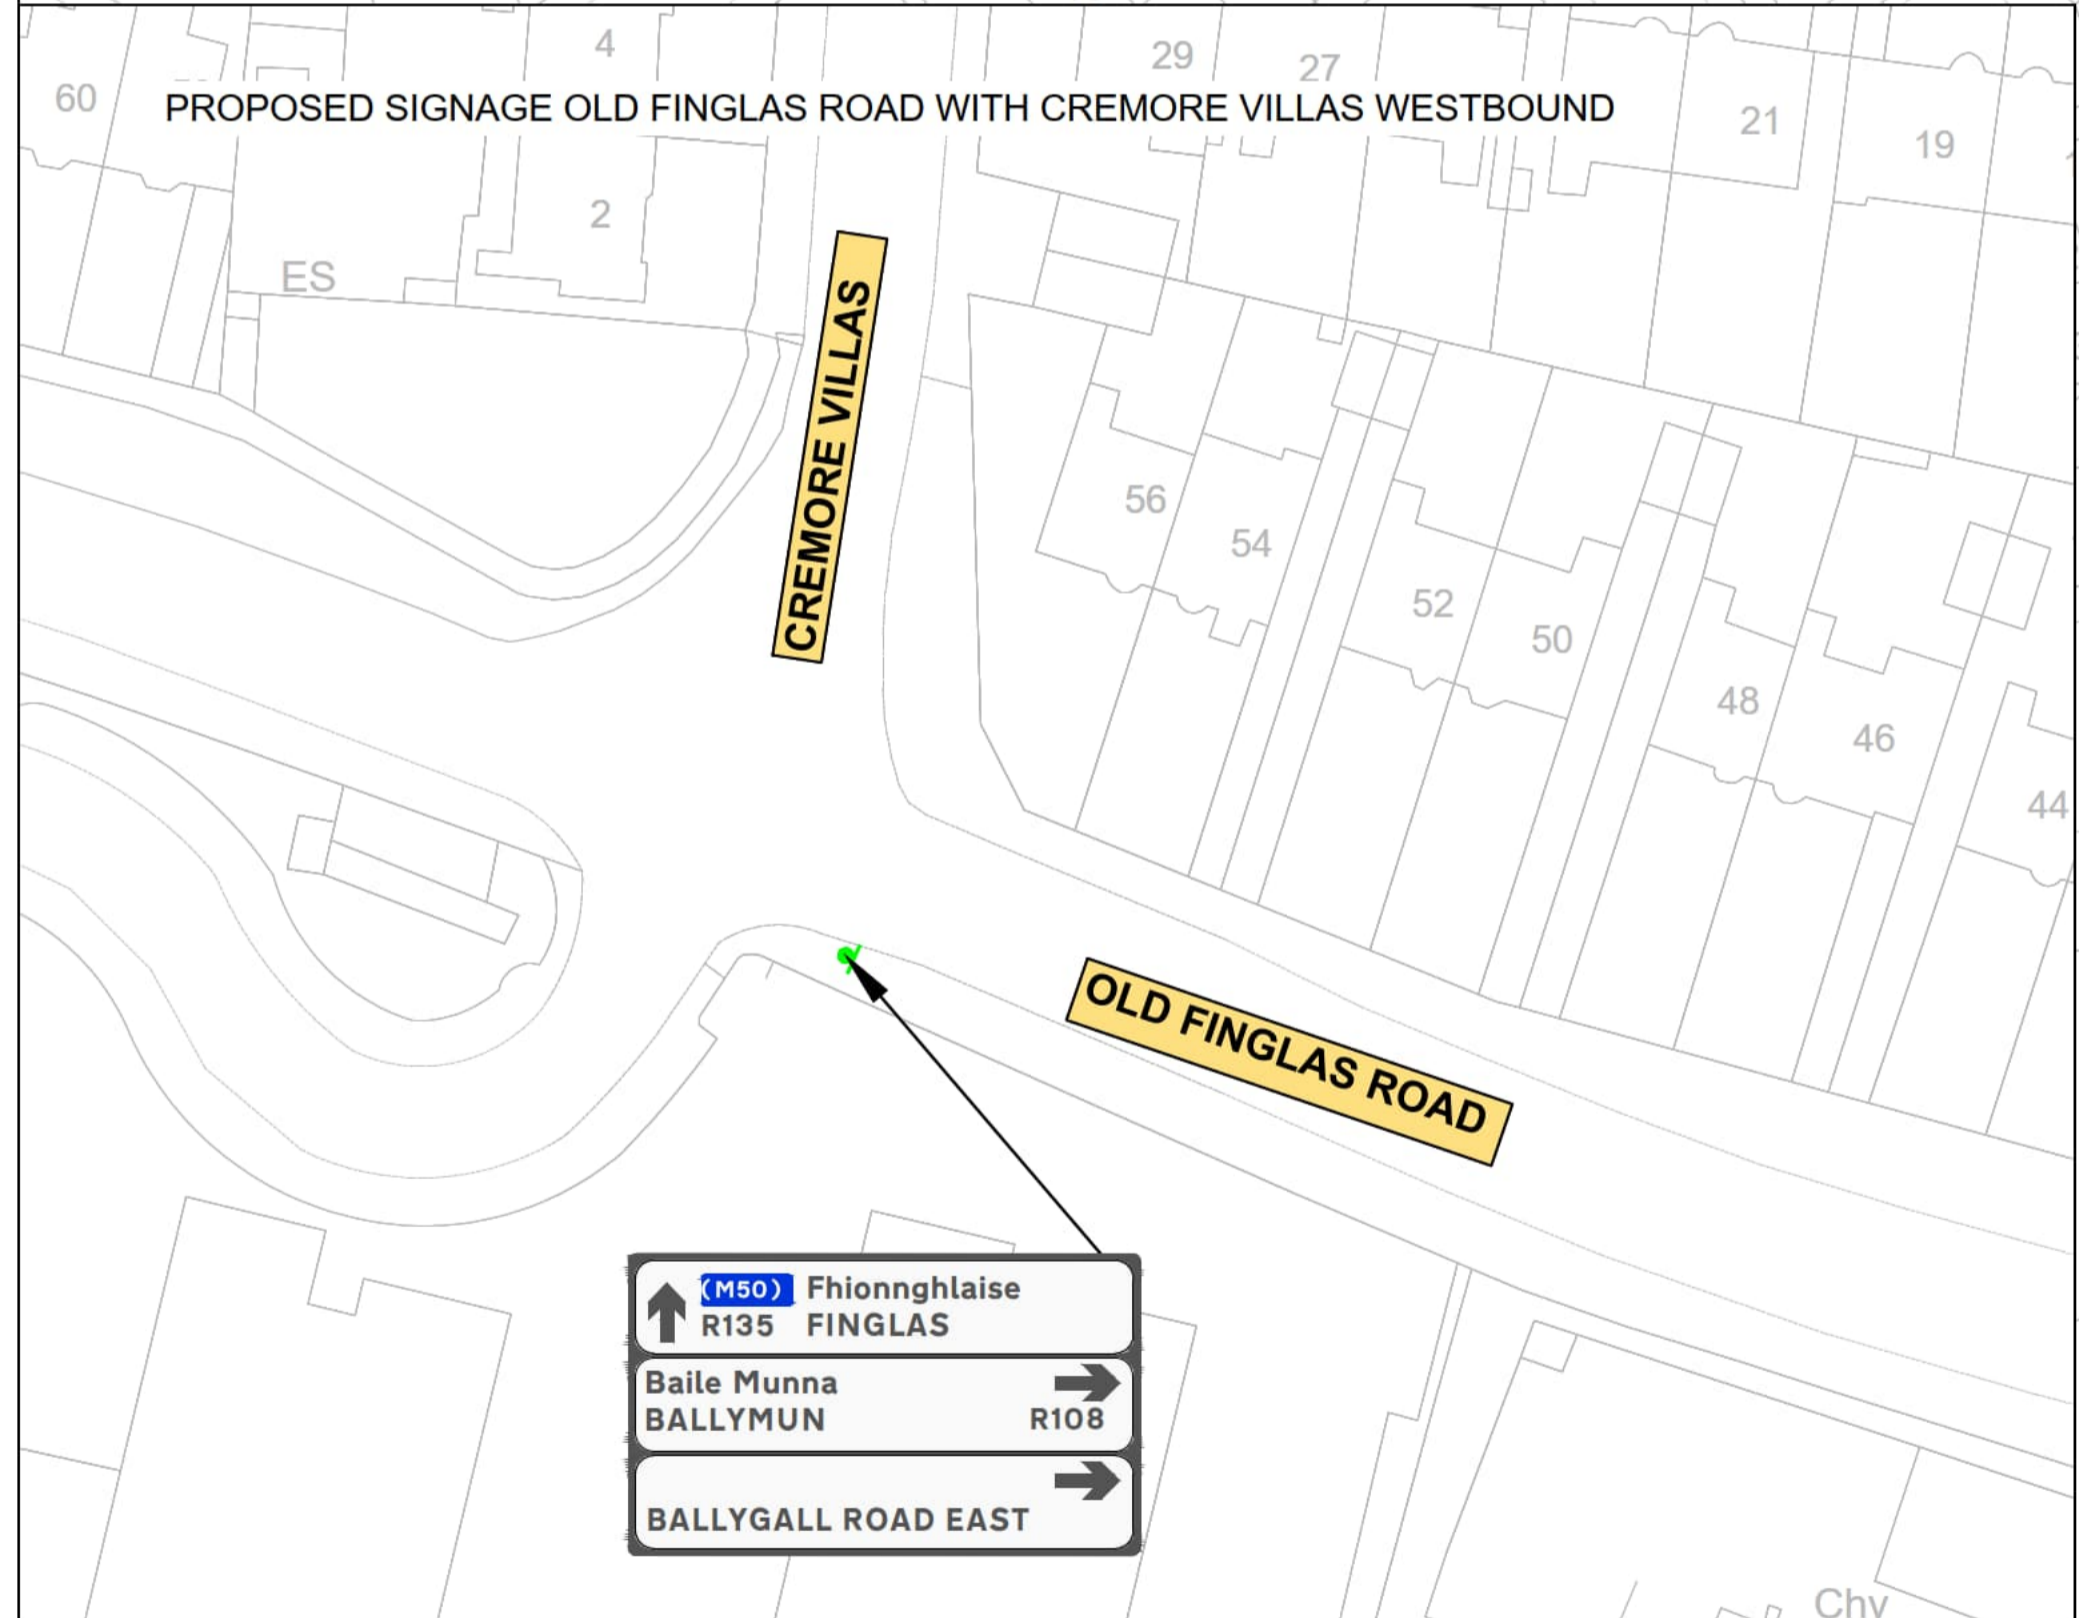 4
29
27
60
PROPOSED SIGNAGE OLD FINGLAS ROAD WITH CREMORE VILLAS WESTBOUND
21
19
2
ES
CREMORE VILLAS
56
54
52
50
48
46
44
OLD FINGLAS ROAD
(M50) Fhionnghlaise
R135 FINGLAS
Baile Munna
BALLYMUN R108
BALLYGALL ROAD EAST
Chy